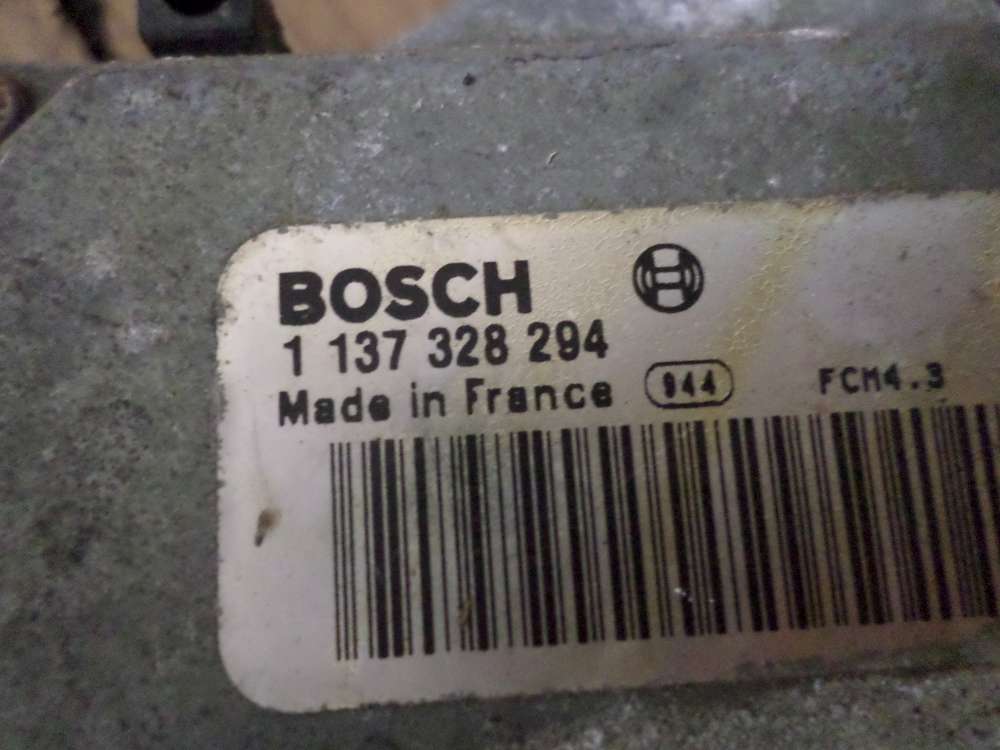 BOSCH
1 137 328 294
Made in France 944 FCM4.3